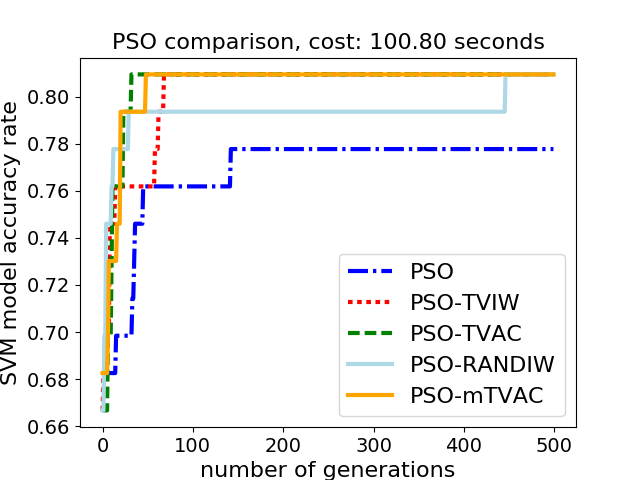 PSO comparison, cost: 100.80 seconds
SVM model accuracy rate
0.80
0.78
0.76
0.74
0.72
0.70
0.68
0.66
PSO
PSO-TVIW
PSO-TVAC
PSO-RANDIW
PSO-mTVAC
0 100 200 300 400 500
number of generations